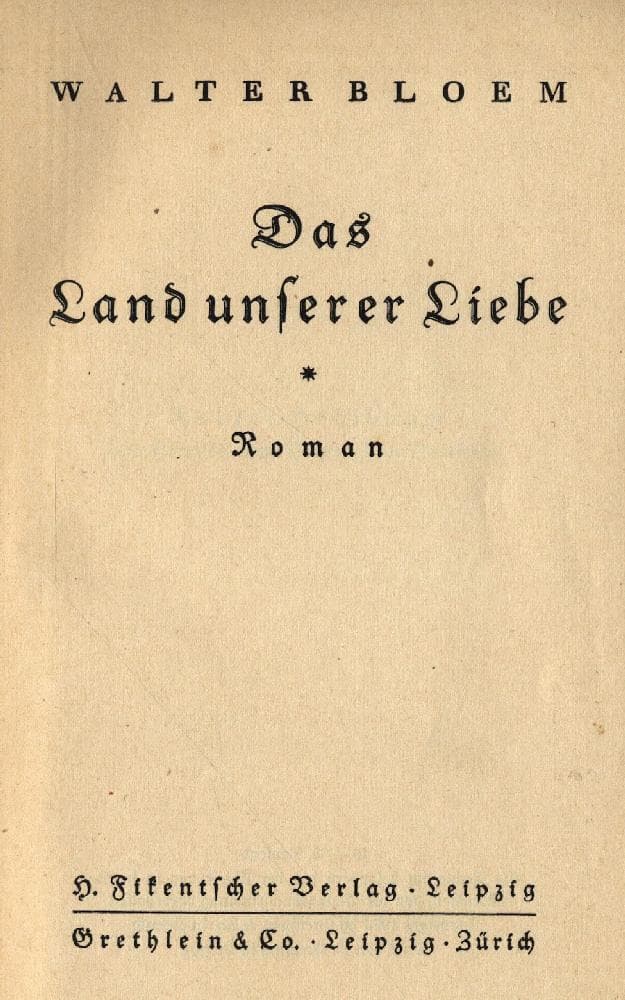 WALTER BLOEM
Das
Land unserer Liebe
*
Roman
H. Fikentscher Verlag · Leipzig
Grethlein & Co. · Leipzig · Zürich